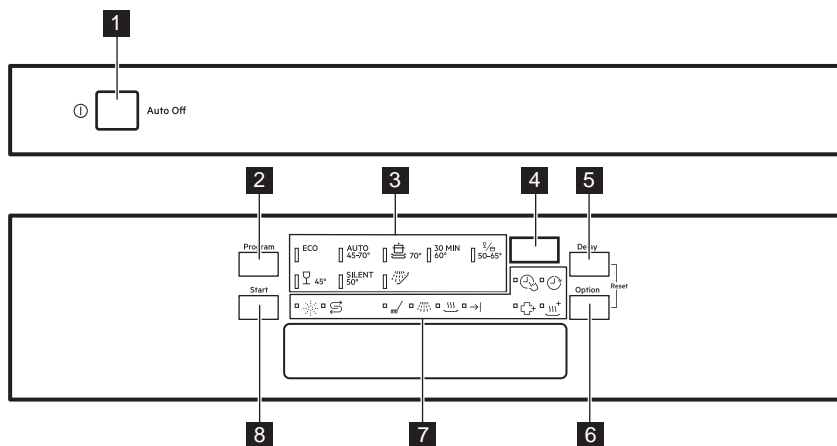 1
Auto Off
2
3
4
5
Program
ECO
AUTO
45-70°
70°
30 MIN
60°
50-65°
Delay
45°
SILENT
50°
Start
Option
Reset
8
7
6